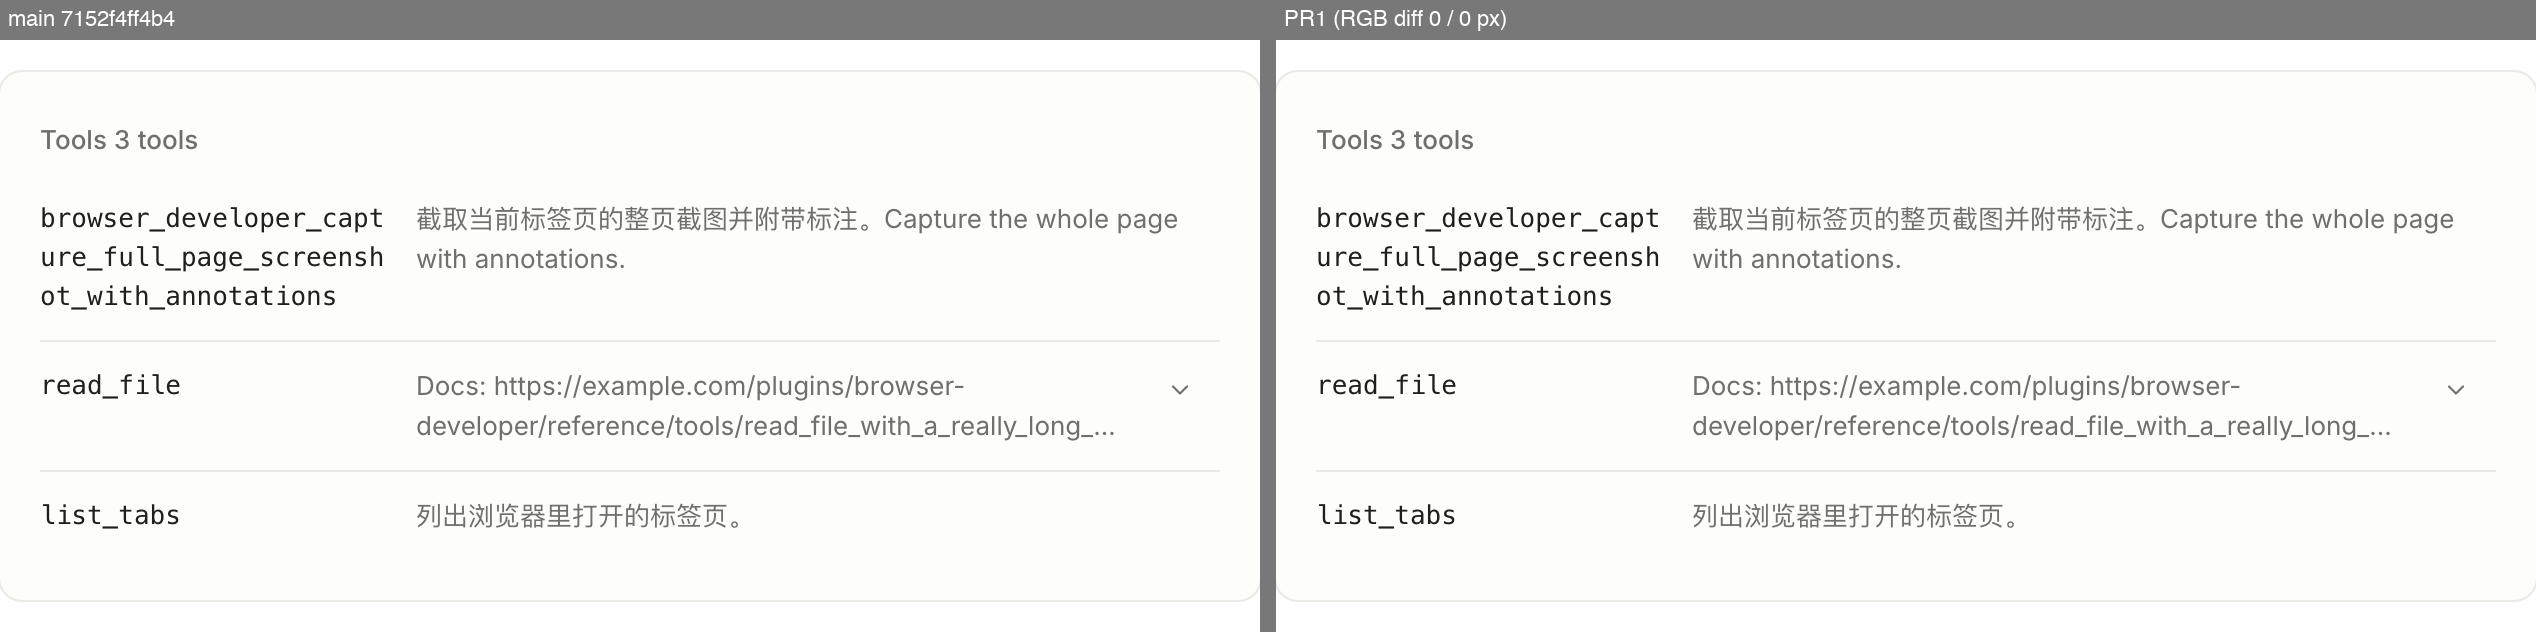 main 7152f4ff4b4
PR1 (RGB diff 0 / 0 px)
Tools 3 tools
browser_developer_capt
ure_full_page_screensh
ot_with_annotations
截取当前标签页的整页截图并附带标注。Capture the whole page
with annotations.
read_file
Docs: https://example.com/plugins/browser-
developer/reference/tools/read_file_with_a_really_long_...
list_tabs
列出浏览器里打开的标签页。
Tools 3 tools
browser_developer_capt
ure_full_page_screensh
ot_with_annotations
截取当前标签页的整页截图并附带标注。Capture the whole page
with annotations.
read_file
Docs: https://example.com/plugins/browser-
developer/reference/tools/read_file_with_a_really_long_...
list_tabs
列出浏览器里打开的标签页。